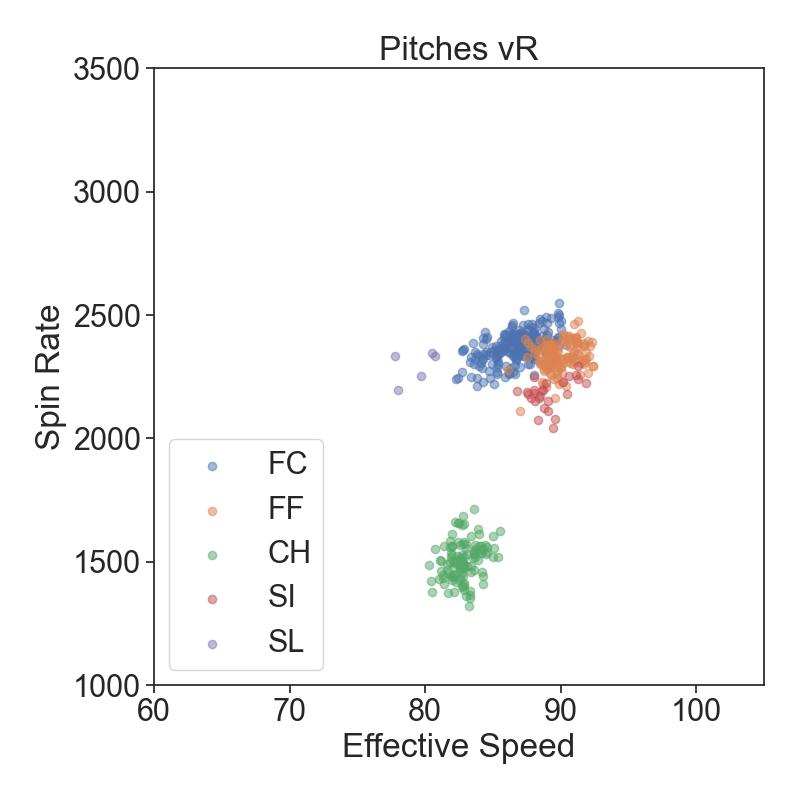 Pitches vR
3500
3000
2500
2000
1500
1000
Spin Rate
FC
FF
CH
SI
SL
60 70 80 90 100
Effective Speed